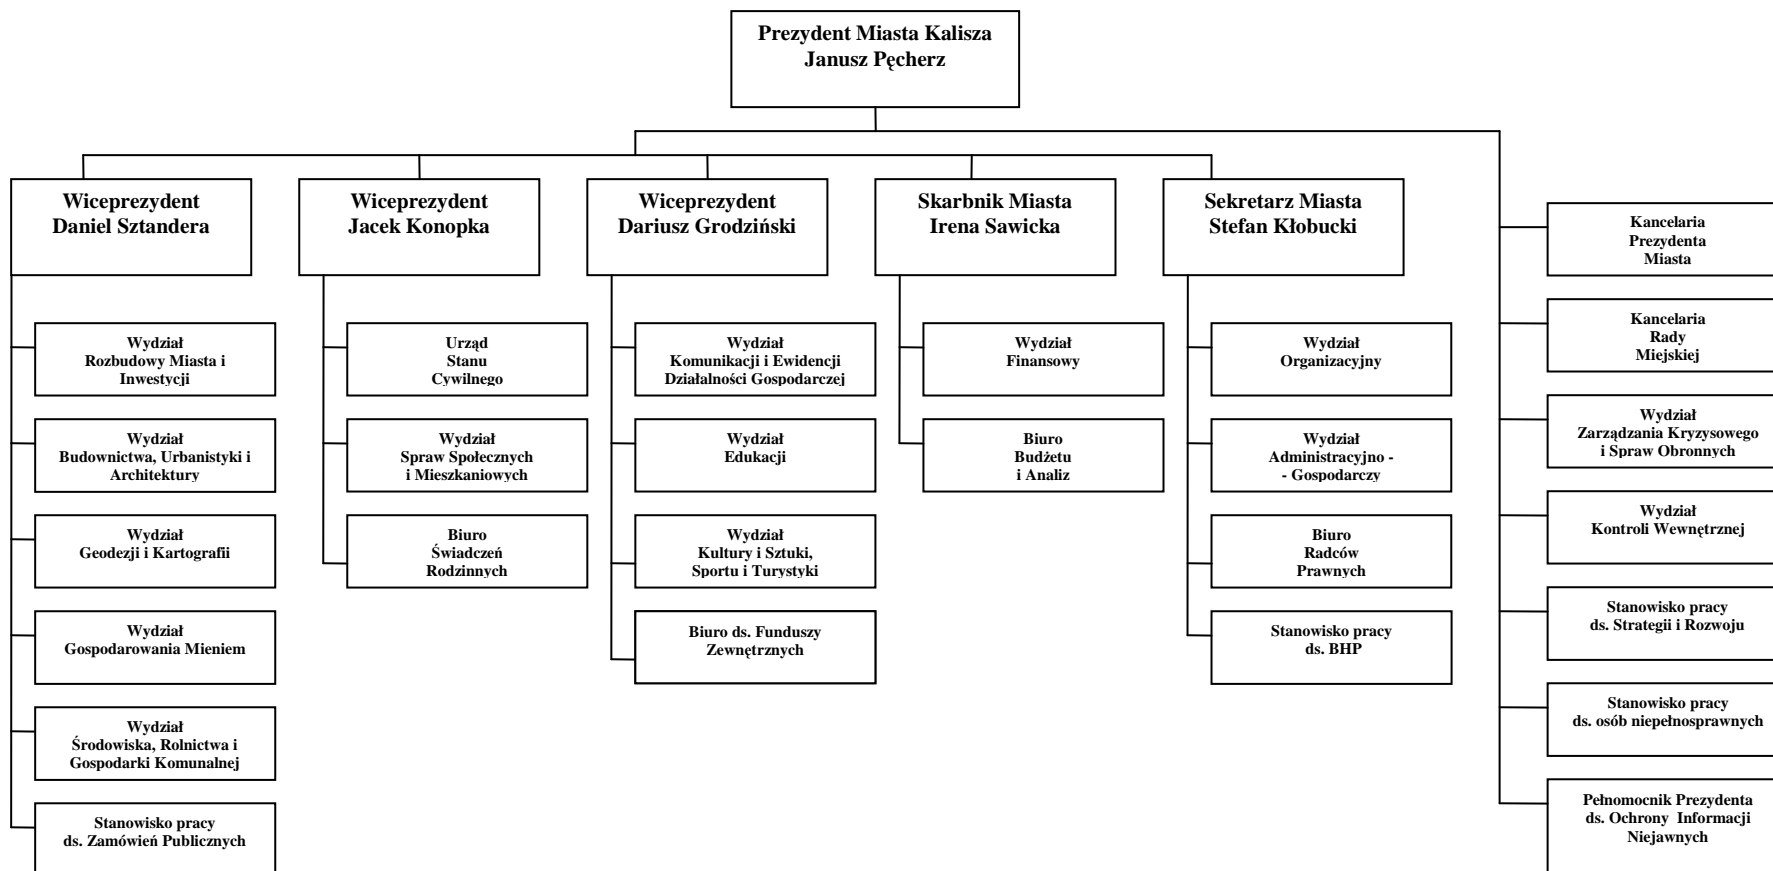 Prezydent Miasta Kalisza
Janusz Pęcherz
Wiceprezydent
Daniel Sztandera
Wiceprezydent
Jacek Konopka
Wiceprezydent
Dariusz Grodziński
Skarbnik Miasta
Irena Sawicka
Sekretarz Miasta
Stefan Kłobucki
Wydział
Rozbudowy Miasta i
Inwestycji
Wydział
Budownictwa, Urbanistyki i
Architektury
Wydział
Geodezji i Kartografii
Wydział
Gospodarowania Mieniem
Wydział
Środowiska, Rolnictwa i
Gospodarki Komunalnej
Stanowisko pracy
ds. Zamówień Publicznych
Urząd
Stanu
Cywilnego
Wydział
Spraw Społecznych
i Mieszkaniowych
Biuro
Świadczeń
Rodzinnych
Wydział
Komunikacji i Ewidencji
Działalności Gospodarczej
Wydział
Edukacji
Wydział
Kultury i Sztuki,
Sportu i Turystyki
Biuro ds. Funduszy
Zewnętrznych
Wydział
Finansowy
Biuro
Budżetu
i Analiz
Wydział
Organizacyjny
Wydział
Administracyjno -
- Gospodarczy
Biuro
Radców
Prawnych
Stanowisko pracy
ds. BHP
Kancelaria
Prezydenta
Miasta
Kancelaria
Rady
Miejskiej
Wydział
Zarządzania Kryzysowego
i Spraw Obronnych
Wydział
Kontroli Wewnętrznej
Stanowisko pracy
ds. Strategii i Rozwoju
Stanowisko pracy
ds. osób niepełnosprawnych
Pełnomocnik Prezydenta
ds. Ochrony Informacji
Niejawnych